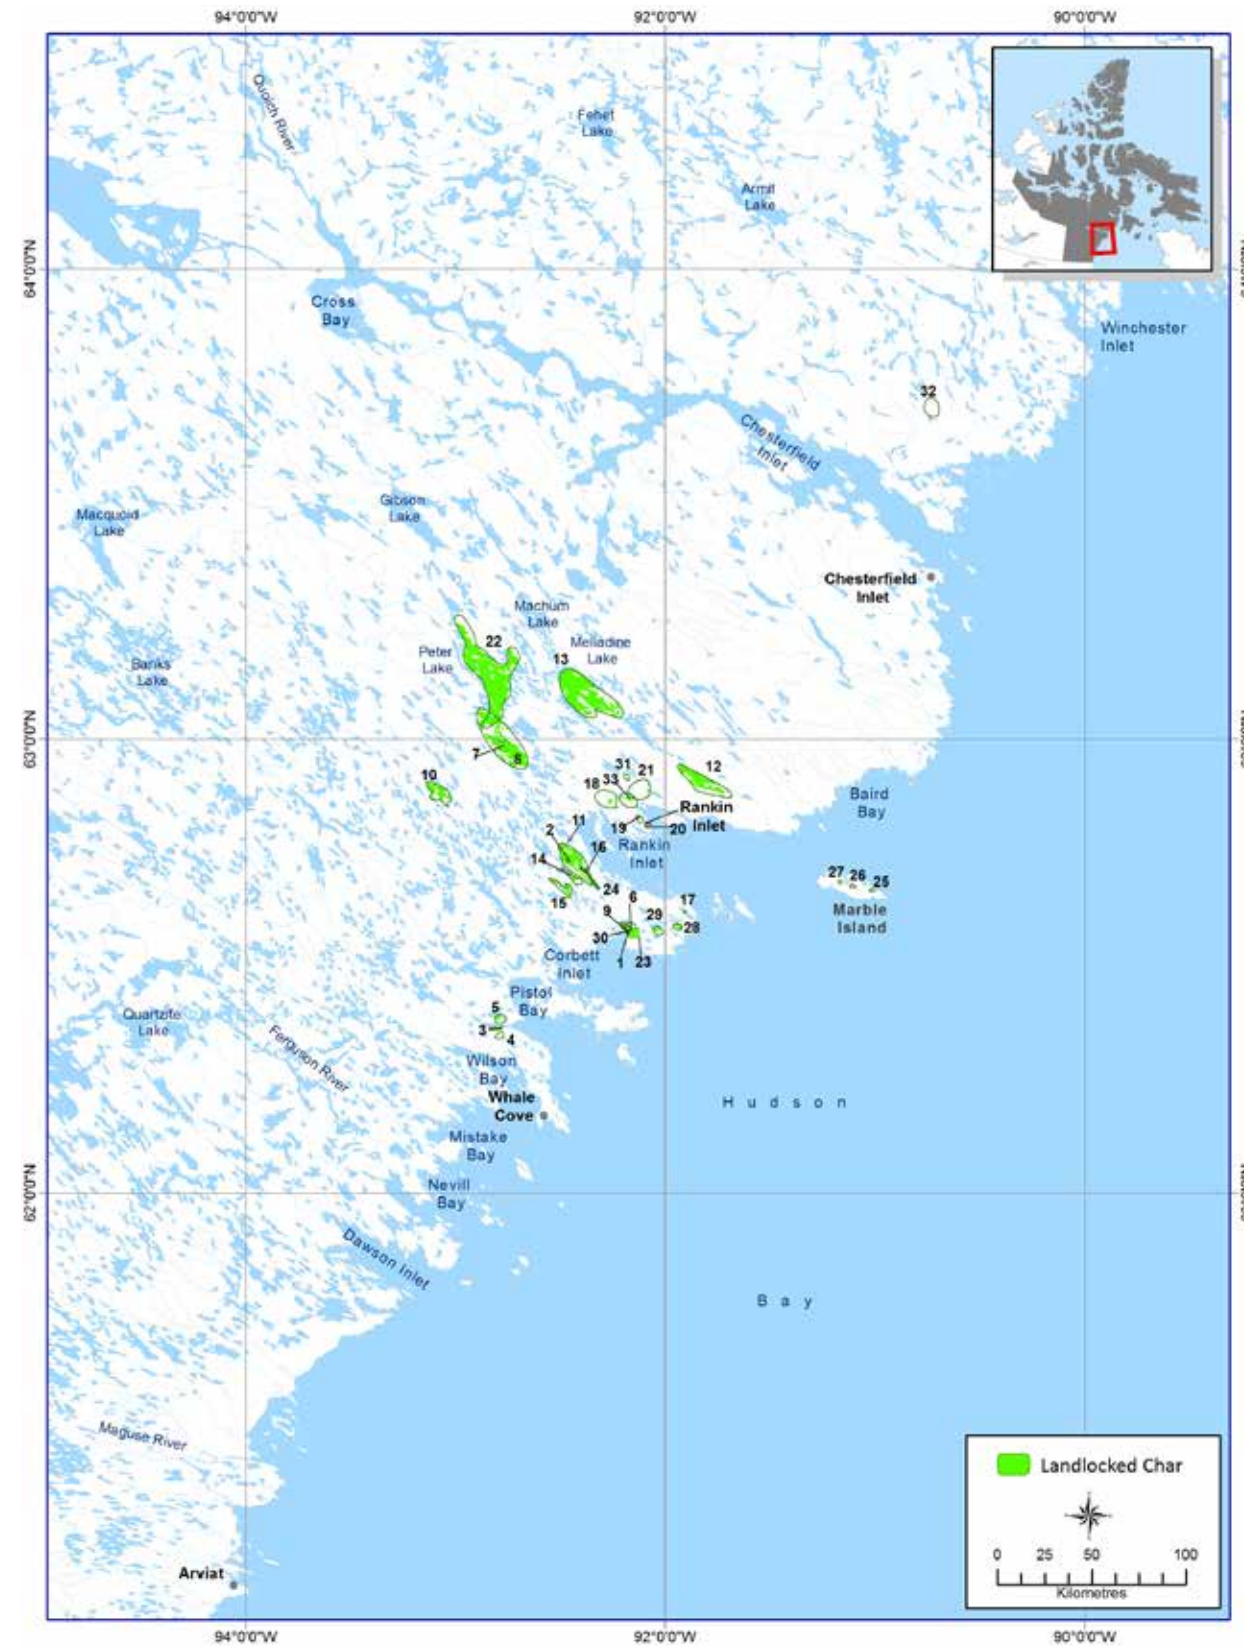 94°0'0"W
92°0'0"W
90°0'0"W
Quoich River
Fehet
Lake
Armit
Lake
64°0'0"N
Cross
Bay
Winchester
Inlet
32
Chesterfield
Inlet
Gibson
Lake
Macquoid
Lake
Chesterfield
Inlet
Machum
Lake
22
Peter
Lake
Meliadine
Lake
13
Banks
Lake
63°0'0"N
7
8
10
31
21
12
18
33
Rankin
Inlet
Baird
Bay
19
20
Rankin
Inlet
2
11
14
16
24
15
27
26
25
Marble
Island
6
17
9
29
28
30
1
23
Corbett
Inlet
Pistol
Bay
5
3
4
Quartzite
Lake
Ferguson River
Wilson
Bay
Whale
Cove
Hudson
Mistake
Bay
Nevill
Bay
62°0'0"N
Dawson Inlet
Bay
Maguse River
Landlocked Char
0 25 50 100
Kilometres
Arviat
94°0'0"W
92°0'0"W
90°0'0"W